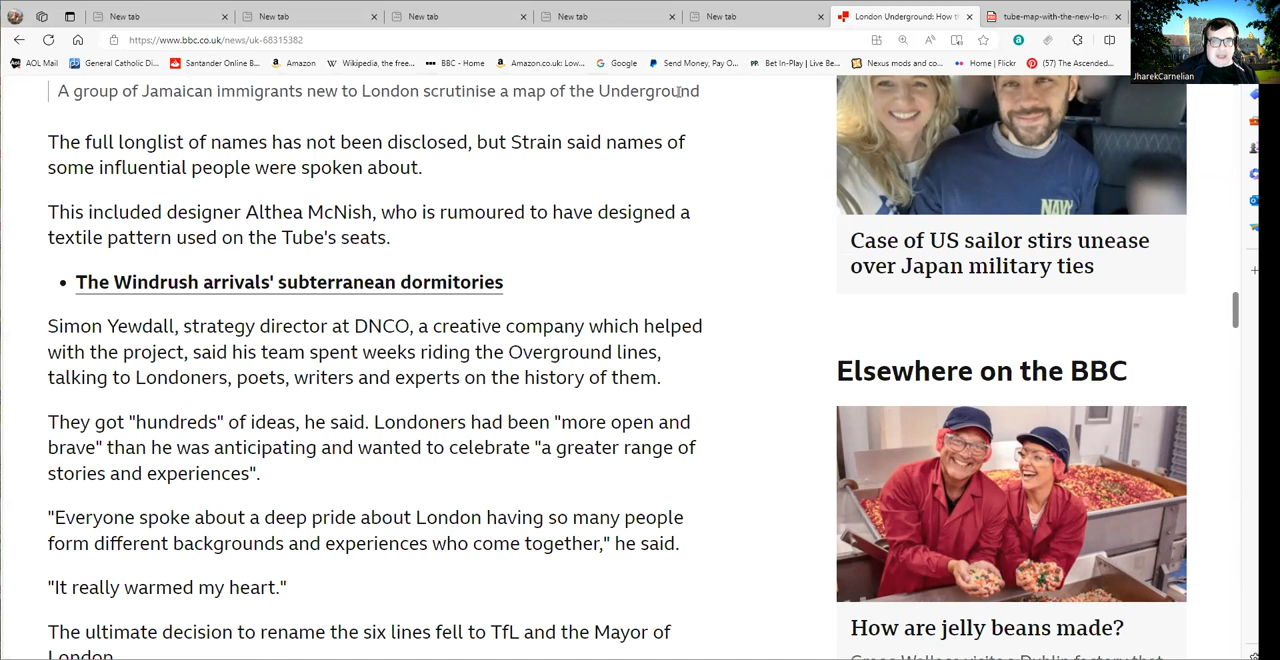 New tab
New tab
New tab
New tab
New tab
London Underground: How t
tube-map-with-the-new-lo-n
https://www.bbc.co.uk/news/uk-68315382
AOL Mail
General Catholic Di...
Santander Online B...
Amazon
Wikipedia, the free...
BBC - Home
Amazon.co.uk: Low...
Google
Send Money, Pay O...
Bet In-Play | Live Be...
Nexus mods and co...
Home | Flickr
(57) The Ascended...
JharekCarnelian
A group of Jamaican immigrants new to London scrutinise a map of the Underground
The full longlist of names has not been disclosed, but Strain said names of
some influential people were spoken about.
This included designer Althea McNish, who is rumoured to have designed a
textile pattern used on the Tube's seats.
• The Windrush arrivals' subterranean dormitories
Simon Yewdall, strategy director at DNCO, a creative company which helped
with the project, said his team spent weeks riding the Overground lines,
talking to Londoners, poets, writers and experts on the history of them.
They got "hundreds" of ideas, he said. Londoners had been "more open and
brave" than he was anticipating and wanted to celebrate "a greater range of
stories and experiences".
"Everyone spoke about a deep pride about London having so many people
form different backgrounds and experiences who come together," he said.
"It really warmed my heart."
The ultimate decision to rename the six lines fell to TfL and the Mayor of
London
NAVY
Case of US sailor stirs unease
over Japan military ties
Elsewhere on the BBC
How are jelly beans made?
Gregg Wallace visits a Dublin factory that